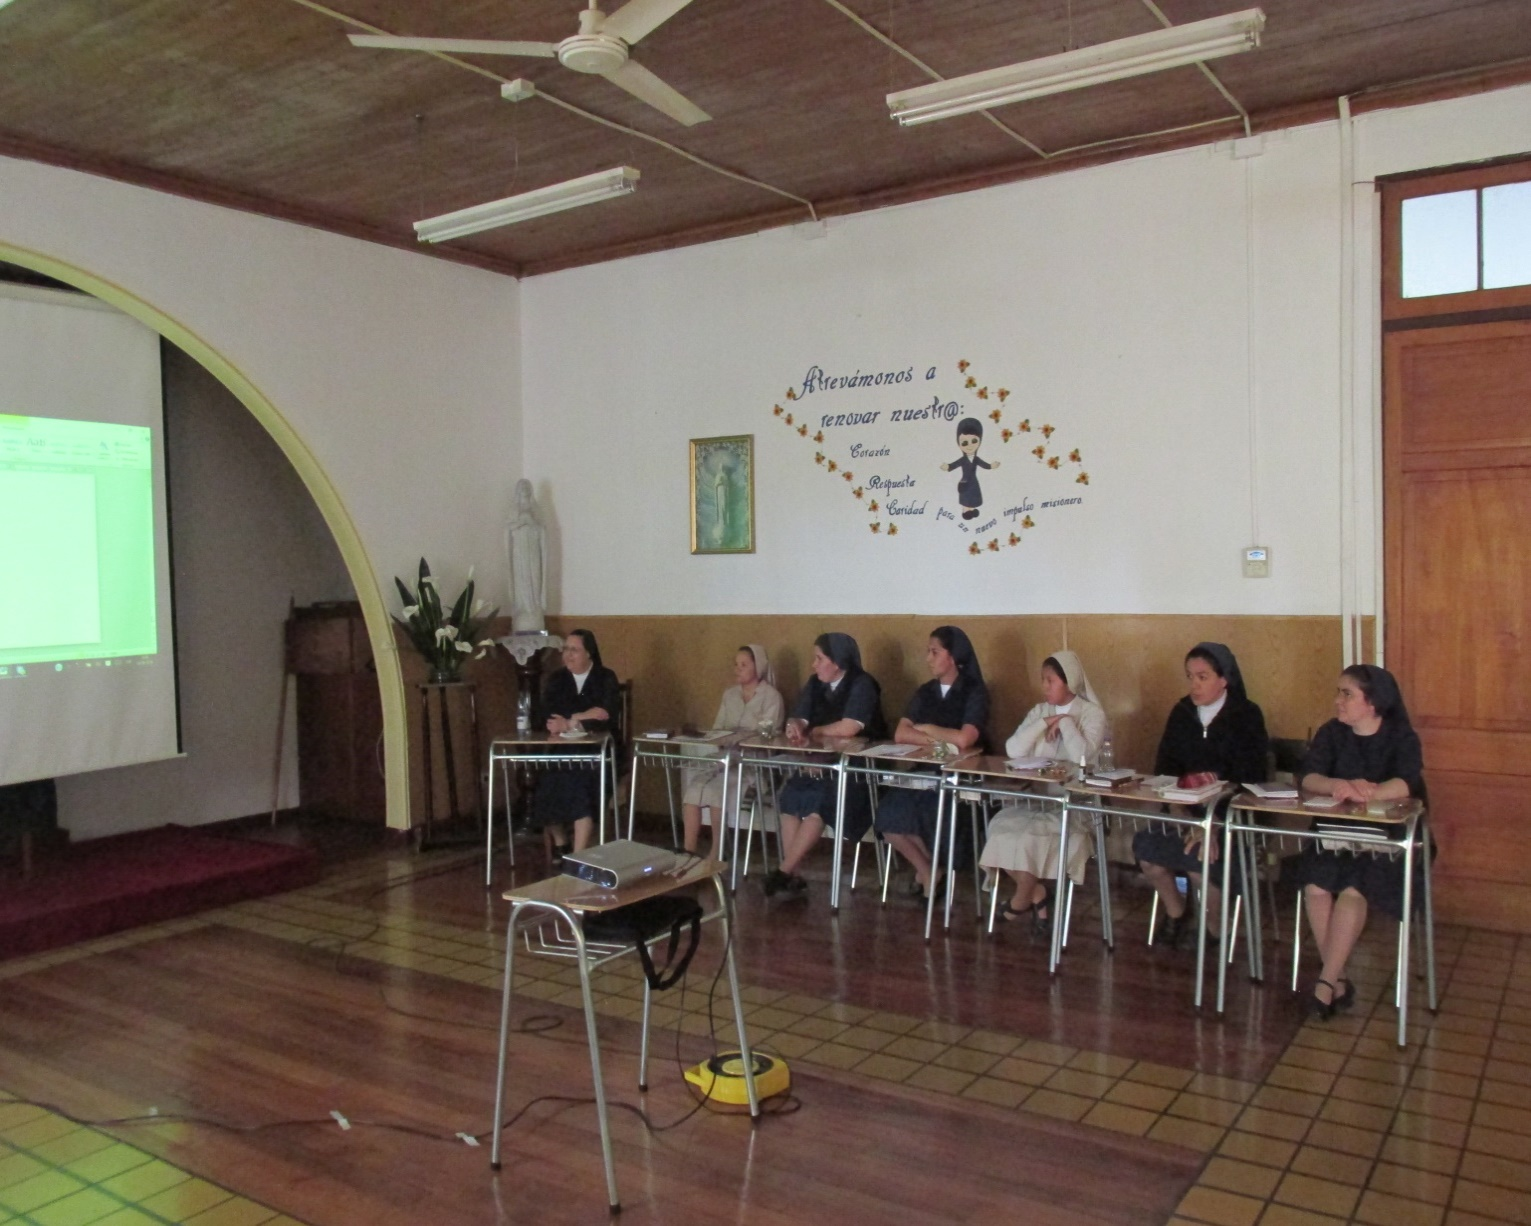 Atrevámonos a
renovar nuestr@:
Corazón
Respuesta
Caridad para un nuevo impulso misionero.